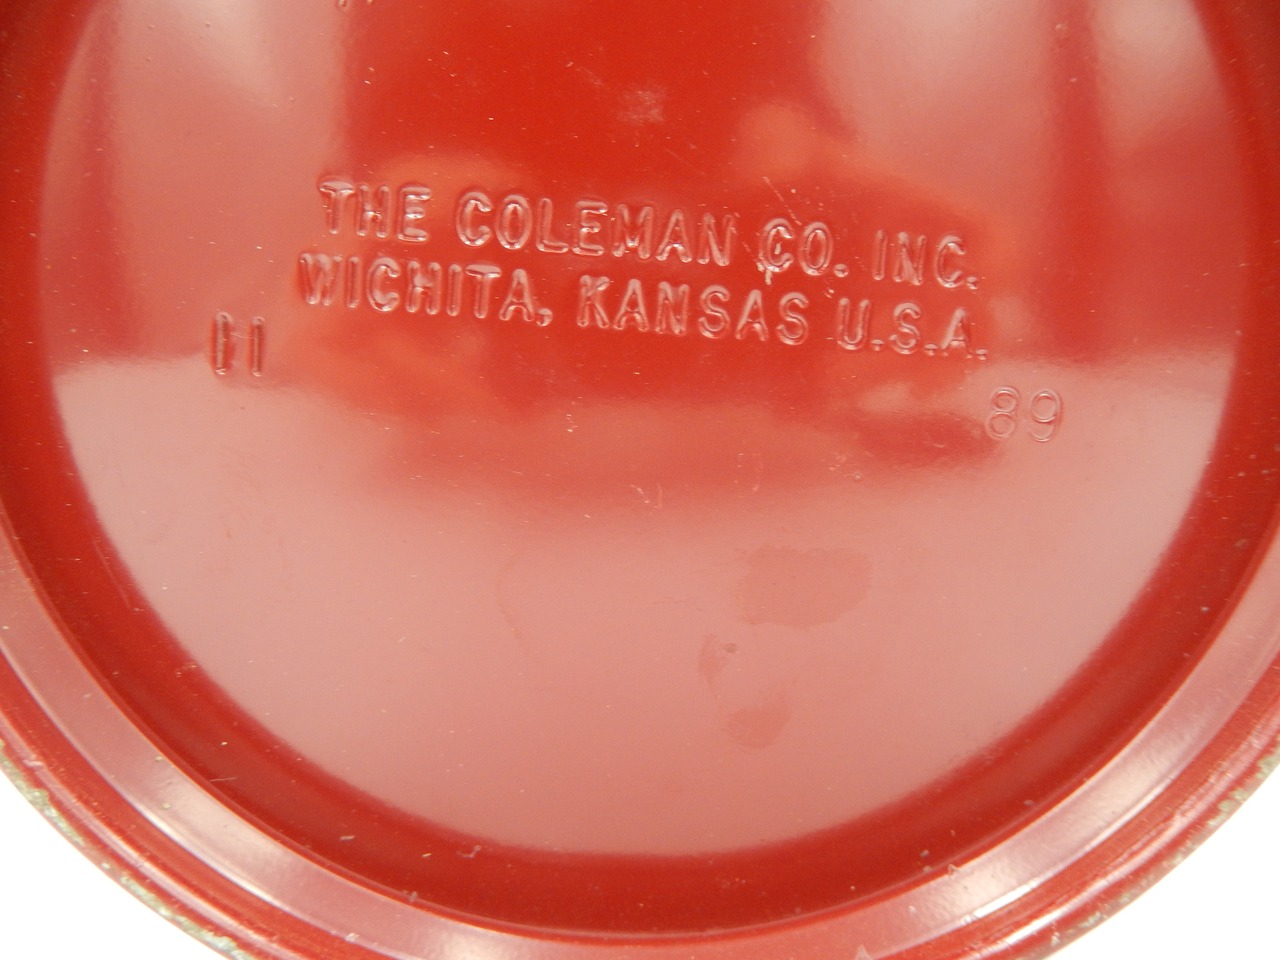 THE COLEMAN CO. INC.
WICHITA, KANSAS U.S.A.
11
89